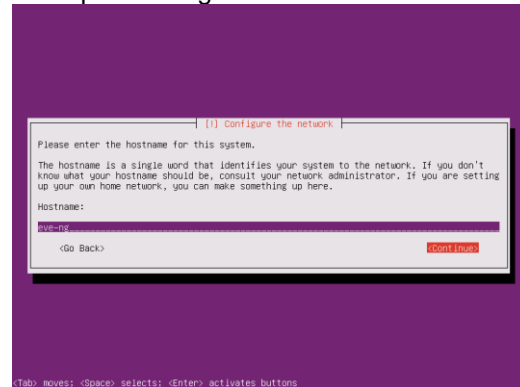 [!] Configure the network
Please enter the hostname for this system.
The hostname is a single word that identifies your system to the network. If you don't
know what your hostname should be, consult your network administrator. If you are setting
up your own home network, you can make something up here.
Hostname:
eve-ng
<Go Back> <Continue>
<Tab> moves; <Space> selects; <Enter> activates buttons